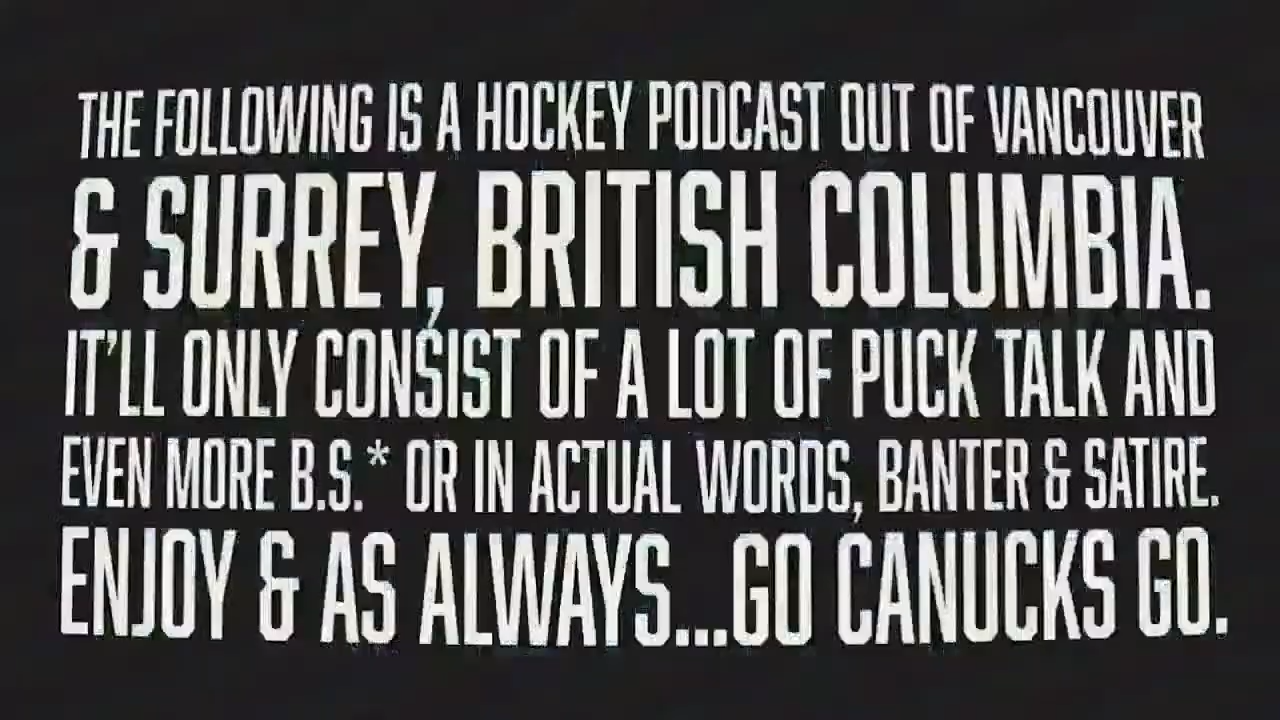 THE FOLLOWING IS A HOCKEY PODCAST OUT OF VANCOUVER
& SURREY, BRITISH COLUMBIA.
IT'LL ONLY CONSIST OF A LOT OF PUCK TALK AND
EVEN MORE B.S.* OR IN ACTUAL WORDS, BANTER & SATIRE.
ENJOY & AS ALWAYS...GO CANUCKS GO.